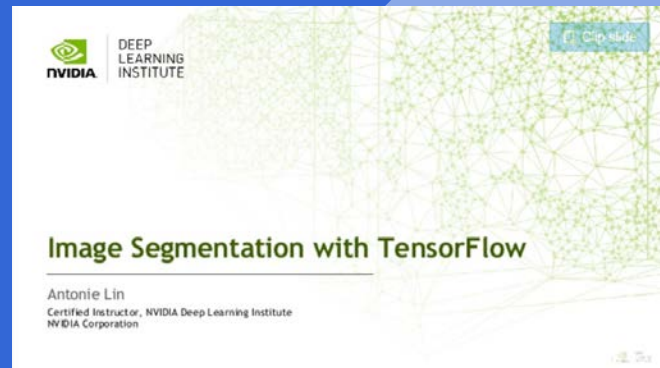 NVIDIA.
DEEP
LEARNING
INSTITUTE
Clip slide
Image Segmentation with TensorFlow
Antonie Lin
Certified Instructor, NVIDIA Deep Learning Institute
NVIDIA Corporation